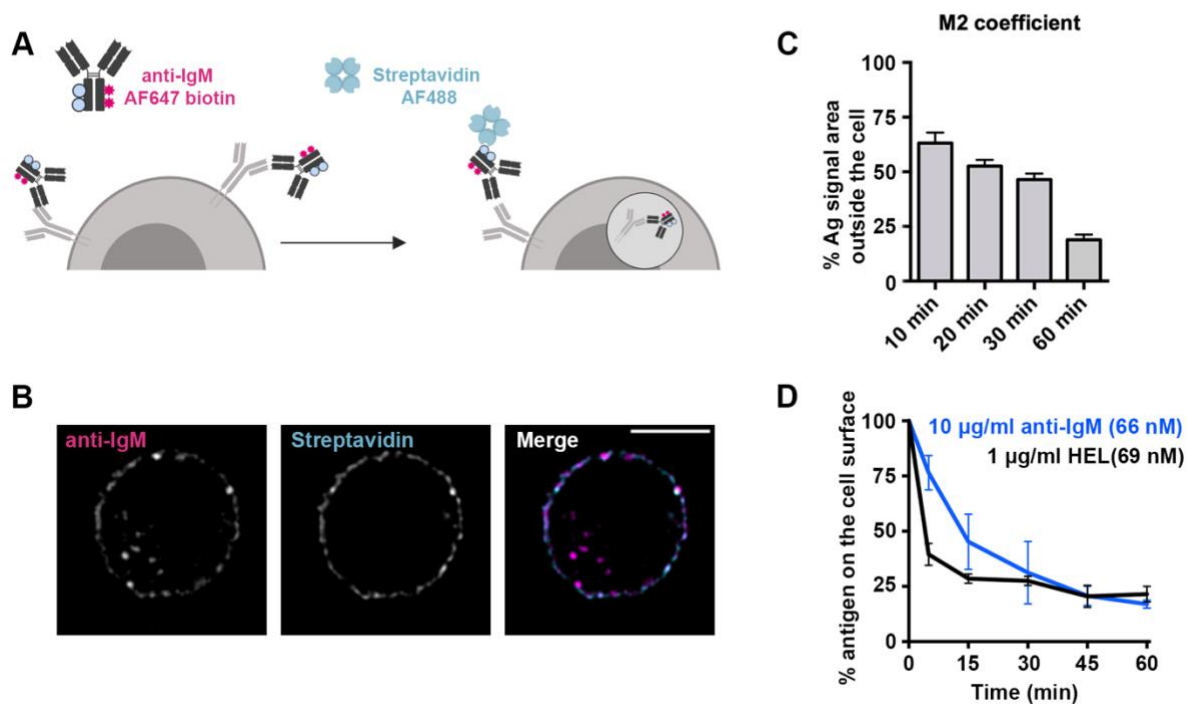 A
anti-IgM
AF647 biotin
Streptavidin
AF488
B
anti-IgM
Streptavidin
Merge
C
M2 coefficient
% Ag signal area
outside the cell
100
75
50
25
0
10 min
20 min
30 min
60 min
D
% antigen on the cell surface
100
75
50
25
0
10 µg/ml anti-IgM (66 nM)
1 µg/ml HEL(69 nM)
0
15
30
45
60
Time (min)